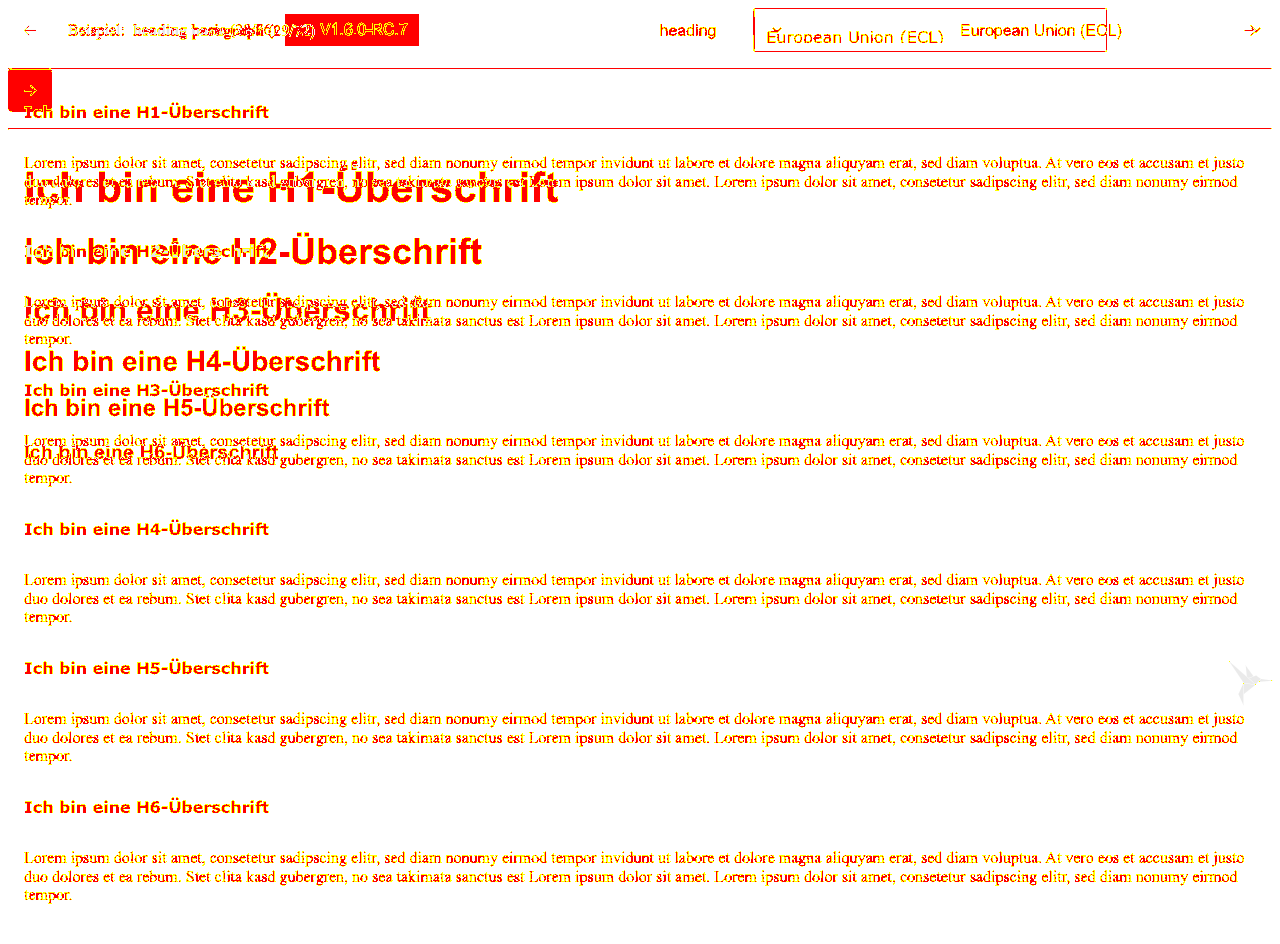 Beispiel: heading
V1.6.0-RC.7
heading
European Union (ECL)
European Union (ECL)
Ich bin eine H1-Überschrift
Lorem ipsum dolor sit amet, consetetur sadipscing elitr, sed diam nonumy eirmod tempor invidunt ut labore et dolore magna aliquyam erat, sed diam voluptua. At vero eos et accusam et justo
duo dolores et ea rebum. Stet clita kasd gubergren, no sea takimata sanctus est Lorem ipsum dolor sit amet. Lorem ipsum dolor sit amet, consetetur sadipscing elitr, sed diam nonumy eirmod
tempor.
Ich bin eine H1-Überschrift
Ich bin eine H2-Überschrift
Ich bin eine H2-Überschrift
Lorem ipsum dolor sit amet, consetetur sadipscing elitr, sed diam nonumy eirmod tempor invidunt ut labore et dolore magna aliquyam erat, sed diam voluptua. At vero eos et accusam et justo
Ich bin eine H3-Überschrift
duo dolores et ea rebum. Stet clita kasd gubergren, no sea takimata sanctus est Lorem ipsum dolor sit amet. Lorem ipsum dolor sit amet, consetetur sadipscing elitr, sed diam nonumy eirmod
tempor.
Ich bin eine H4-Überschrift
Ich bin eine H3-Überschrift
Ich bin eine H5-Überschrift
Lorem ipsum dolor sit amet, consetetur sadipscing elitr, sed diam nonumy eirmod tempor invidunt ut labore et dolore magna aliquyam erat, sed diam voluptua. At vero eos et accusam et justo
Ich bin eine H6-Überschrift
duo dolores et ea rebum. Stet clita kasd gubergren, no sea takimata sanctus est Lorem ipsum dolor sit amet. Lorem ipsum dolor sit amet, consetetur sadipscing elitr, sed diam nonumy eirmod
tempor.
Ich bin eine H4-Überschrift
Lorem ipsum dolor sit amet, consetetur sadipscing elitr, sed diam nonumy eirmod tempor invidunt ut labore et dolore magna aliquyam erat, sed diam voluptua. At vero eos et accusam et justo
duo dolores et ea rebum. Stet clita kasd gubergren, no sea takimata sanctus est Lorem ipsum dolor sit amet. Lorem ipsum dolor sit amet, consetetur sadipscing elitr, sed diam nonumy eirmod
tempor.
Ich bin eine H5-Überschrift
Lorem ipsum dolor sit amet, consetetur sadipscing elitr, sed diam nonumy eirmod tempor invidunt ut labore et dolore magna aliquyam erat, sed diam voluptua. At vero eos et accusam et justo
duo dolores et ea rebum. Stet clita kasd gubergren, no sea takimata sanctus est Lorem ipsum dolor sit amet. Lorem ipsum dolor sit amet, consetetur sadipscing elitr, sed diam nonumy eirmod
tempor.
Ich bin eine H6-Überschrift
Lorem ipsum dolor sit amet, consetetur sadipscing elitr, sed diam nonumy eirmod tempor invidunt ut labore et dolore magna aliquyam erat, sed diam voluptua. At vero eos et accusam et justo
duo dolores et ea rebum. Stet clita kasd gubergren, no sea takimata sanctus est Lorem ipsum dolor sit amet. Lorem ipsum dolor sit amet, consetetur sadipscing elitr, sed diam nonumy eirmod
tempor.